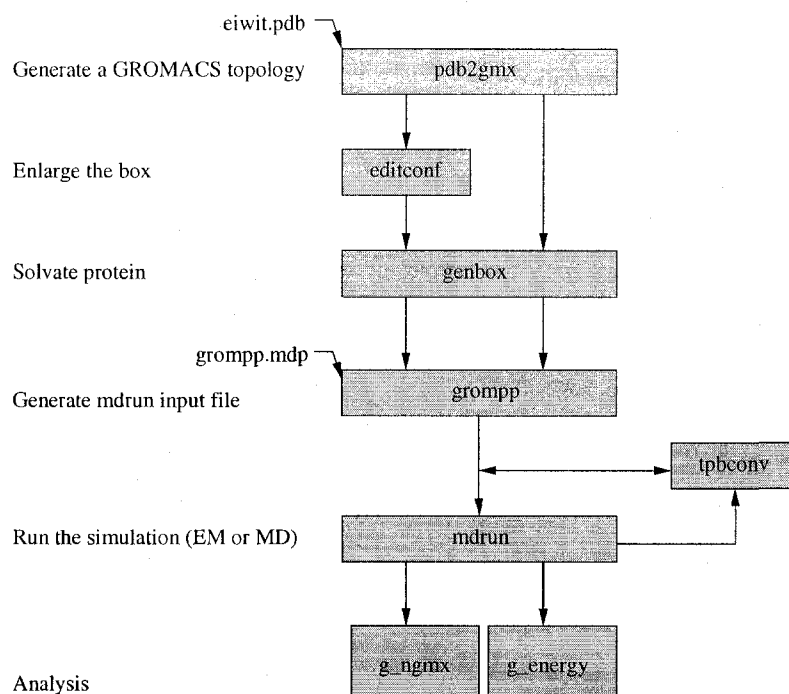 eiwit.pdb
Generate a GROMACS topology
pdb2gmx
Enlarge the box
editconf
Solvate protein
genbox
grompp.mdp
grompp
Generate mdrun input file
tpbconv
Run the simulation (EM or MD)
mdrun
g_ngmx
g_energy
Analysis